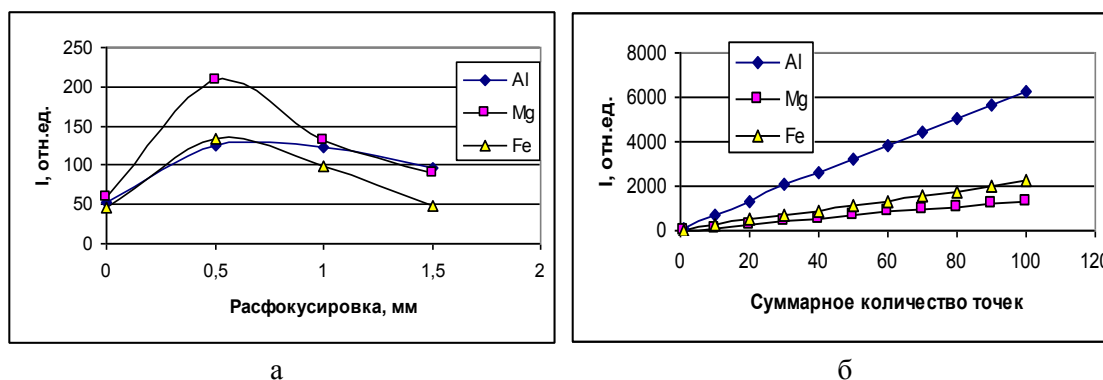 250
200
150
100
50
0
I, отн.ед.
0 0,5 1 1,5 2
Расфокусировка, мм
Al
Mg
Fe
8000
6000
4000
2000
0
I, отн.ед.
0 20 40 60 80 100 120
Суммарное количество точек
Al
Mg
Fe
а б